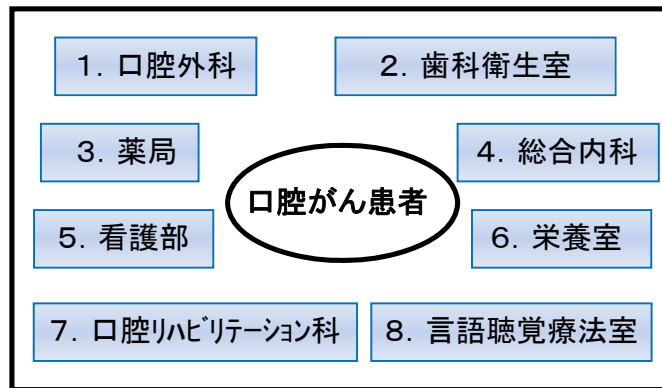 1．口腔外科
2．歯科衛生室
3．薬局
4．総合内科
口腔がん患者
5．看護部
6．栄養室
7．口腔ﾘﾊﾋﾞﾘﾃｰｼｮﾝ科
8．言語聴覚療法室